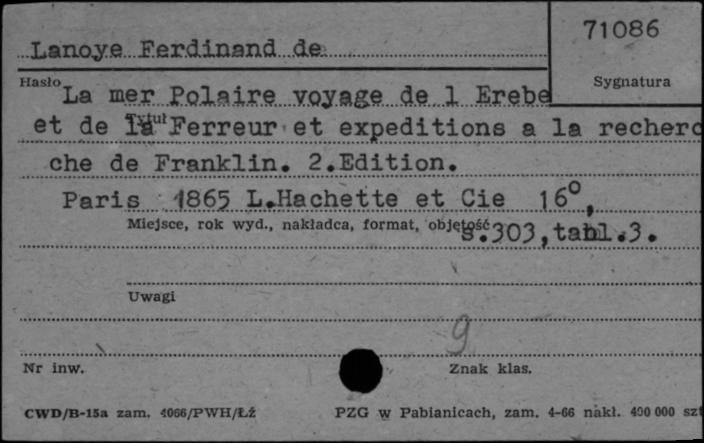 71086
Lanoye Ferdinand de
Hasło
Sygnatura
La mer Polaire voyage de l Erebe
Tytuł
et de la Ferreur et expeditions a la recherc
che de Franklin. 2.Edition.
Paris 1865 L.Hachette et Cie 16°,
Miejsce, rok wyd., nakładca, format, objętość
s.303,tabl.3.
Uwagi
9
Nr inw.
Znak klas.
CWD/B-15a zam. 4066/PWH/Łź PZG w Pabianicach, zam. 4-66 nakł. 400 000 szt